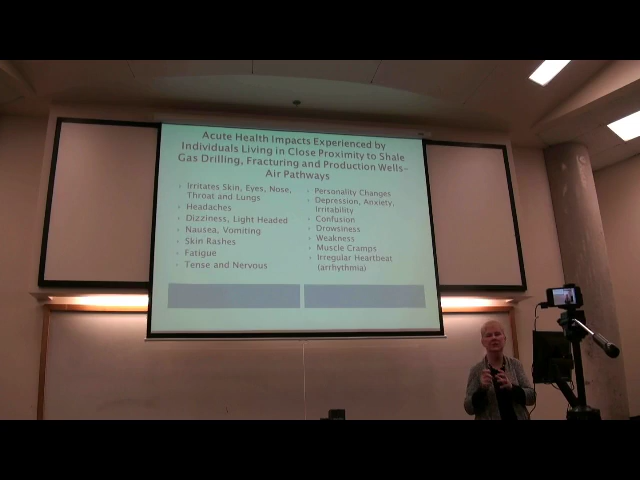 Acute Health Impacts Experienced by
Individuals Living in Close Proximity to Shale
Gas Drilling, Fracturing and Production Wells-
Air Pathways
Irritates Skin, Eyes, Nose,
Throat and Lungs
Headaches
Dizziness, Light Headed
Nausea, Vomiting
Skin Rashes
Fatigue
Tense and Nervous
Personality Changes
Depression, Anxiety,
Irritability
Confusion
Drowsiness
Weakness
Muscle Cramps
Irregular Heartbeat
(arrhythmia)